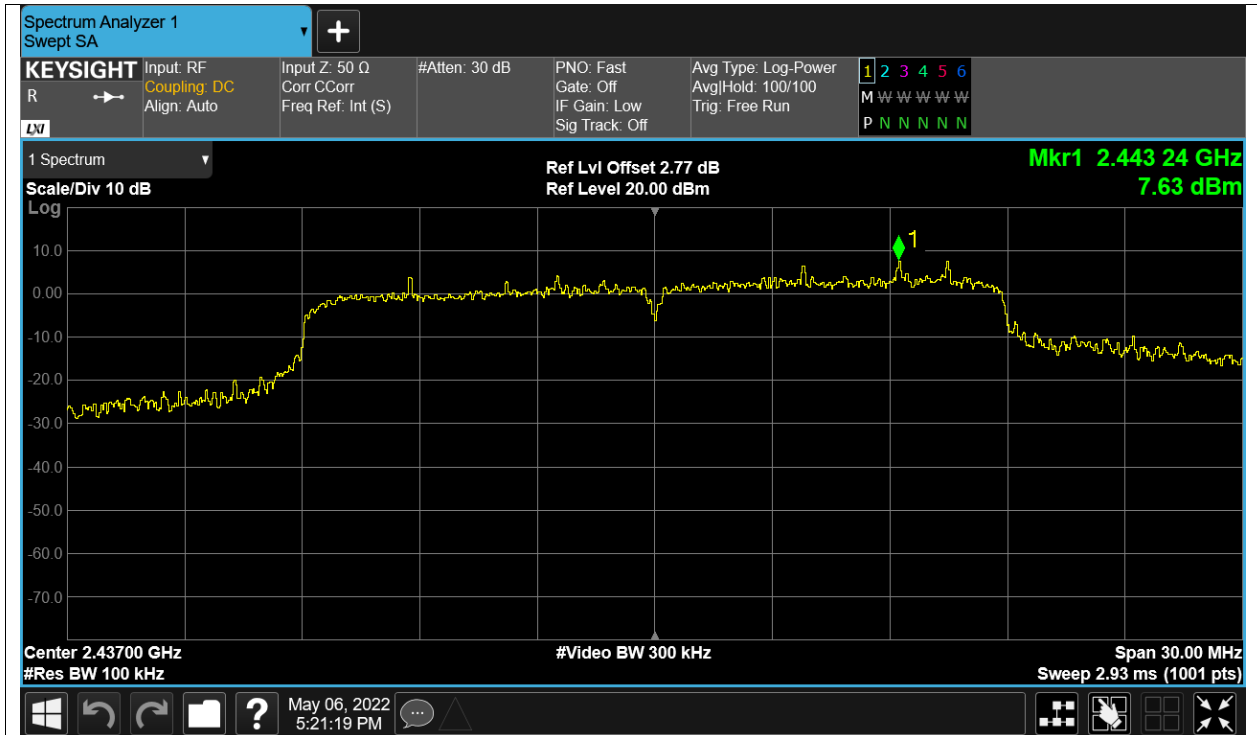 Spectrum Analyzer 1
Swept SA
KEYSIGHT
R
LXI
Input: RF
Coupling: DC
Align: Auto
Input Z: 50 Ω
Corr CCorr
Freq Ref: Int (S)
#Atten: 30 dB
PNO: Fast
Gate: Off
IF Gain: Low
Sig Track: Off
Avg Type: Log-Power
Avg|Hold: 100/100
Trig: Free Run
1 2 3 4 5 6
M W W W W W
P N N N N N N
1 Spectrum
Scale/Div 10 dB
Log
Ref Lvl Offset 2.77 dB
Ref Level 20.00 dBm
Mkr1 2.443 24 GHz
7.63 dBm
1
10.0
0.00
-10.0
-20.0
-30.0
-40.0
-50.0
-60.0
-70.0
Center 2.43700 GHz
#Res BW 100 kHz
#Video BW 300 kHz
Span 30.00 MHz
Sweep 2.93 ms (1001 pts)
?
May 06, 2022
5:21:19 PM